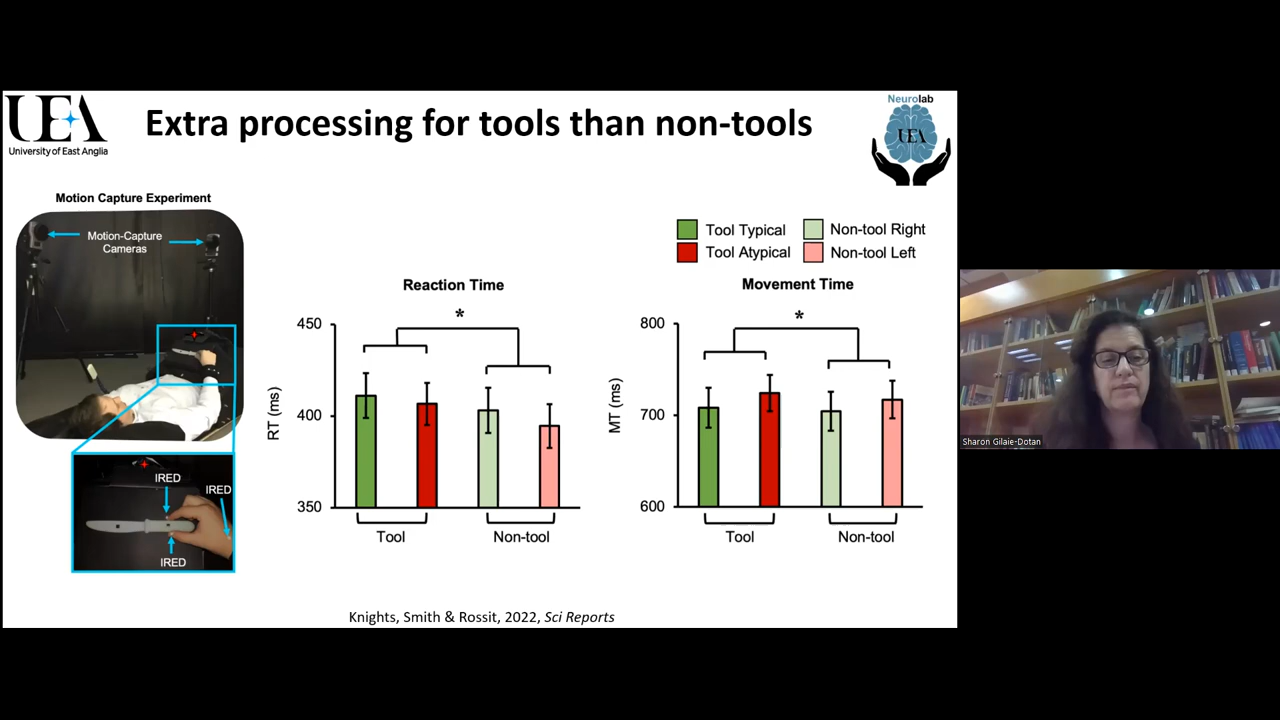 UEA
University of East Anglia
Extra processing for tools than non-tools
Neurolab
UEA
Motion Capture Experiment
Motion-Capture
Cameras
IRED
IRED
IRED
Tool Typical
Non-tool Right
Tool Atypical
Non-tool Left
Reaction Time
*
450
400
350
RT (ms)
Tool
Non-tool
Movement Time
*
800
700
600
MT (ms)
Tool
Non-tool
Knights, Smith & Rossit, 2022, Sci Reports
Sharon Gilaie-Dotan